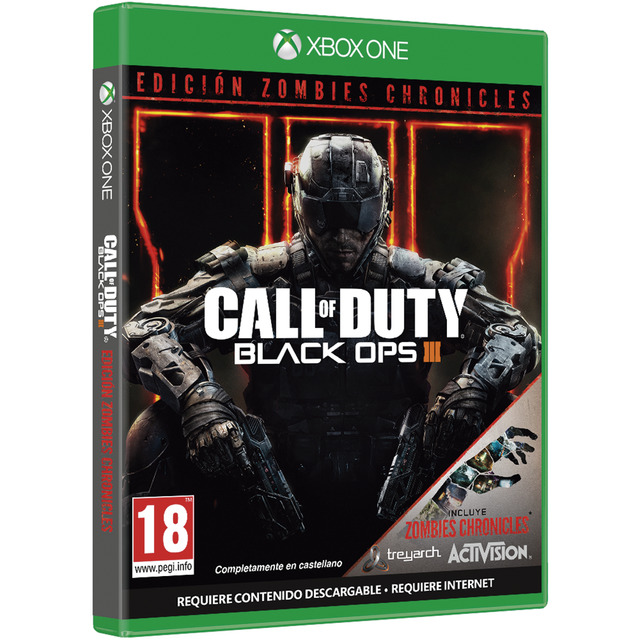 XBOX ONE
EDICIÓN ZOMBIES CHRONICLES
CALL OF DUTY
BLACK OPS III
INCLUYE
ZOMBIES CHRONICLES*
treyarch ACTIVISION
18
www.pegi.info
Completamente en castellano
REQUIERE CONTENIDO DESCARGABLE • REQUIERE INTERNET
XBOX ONE
CALL OF DUTY
BLACK OPS III
EDICIÓN ZOMBIES CHRONICLES